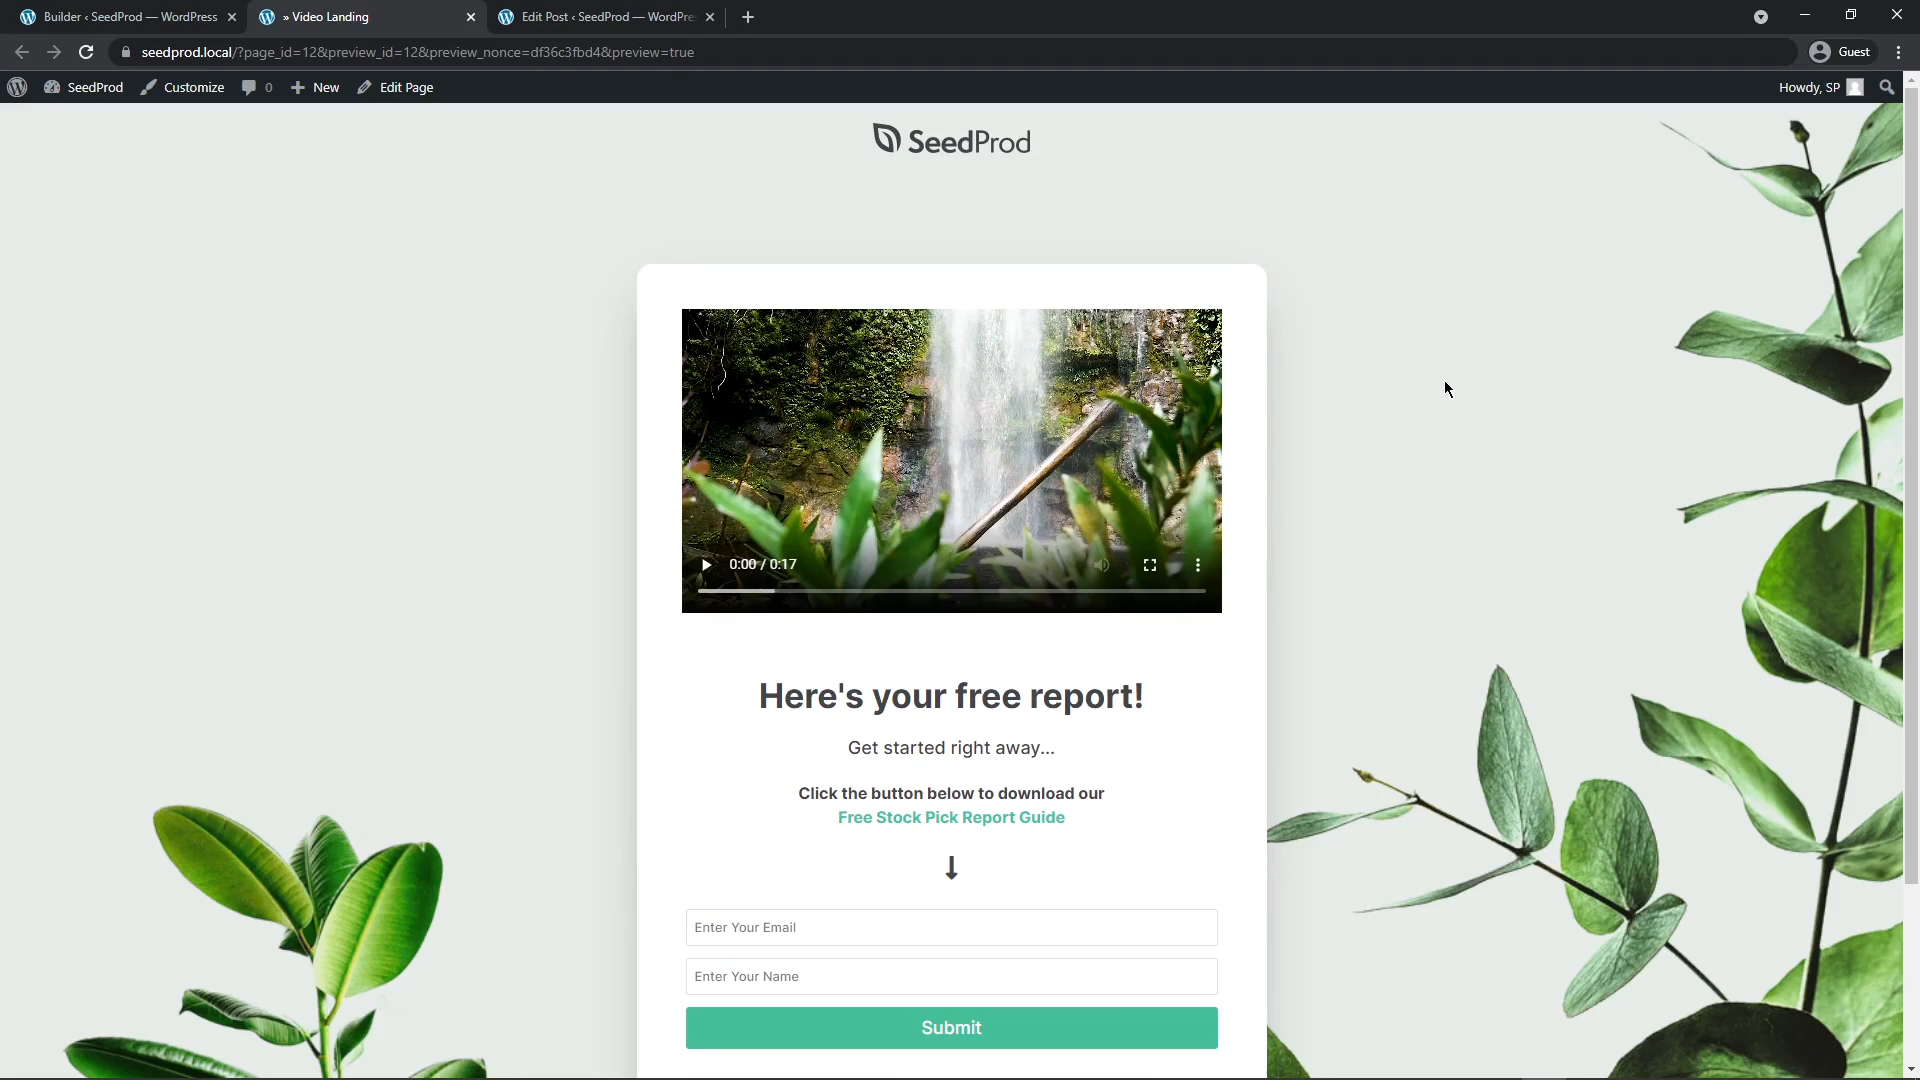 Builder ‹ SeedProd — WordPress
» Video Landing
Edit Post ‹ SeedProd — WordPre
seedprod.local/?page_id=12&preview_id=12&preview_nonce=df36c3fbd4&preview=true
Guest
SeedProd
Customize
0
New
Edit Page
Howdy, SP
SeedProd
0:00 / 0:17
Here's your free report!
Get started right away...
Click the button below to download our
Free Stock Pick Report Guide
Enter Your Email
Enter Your Name
Submit